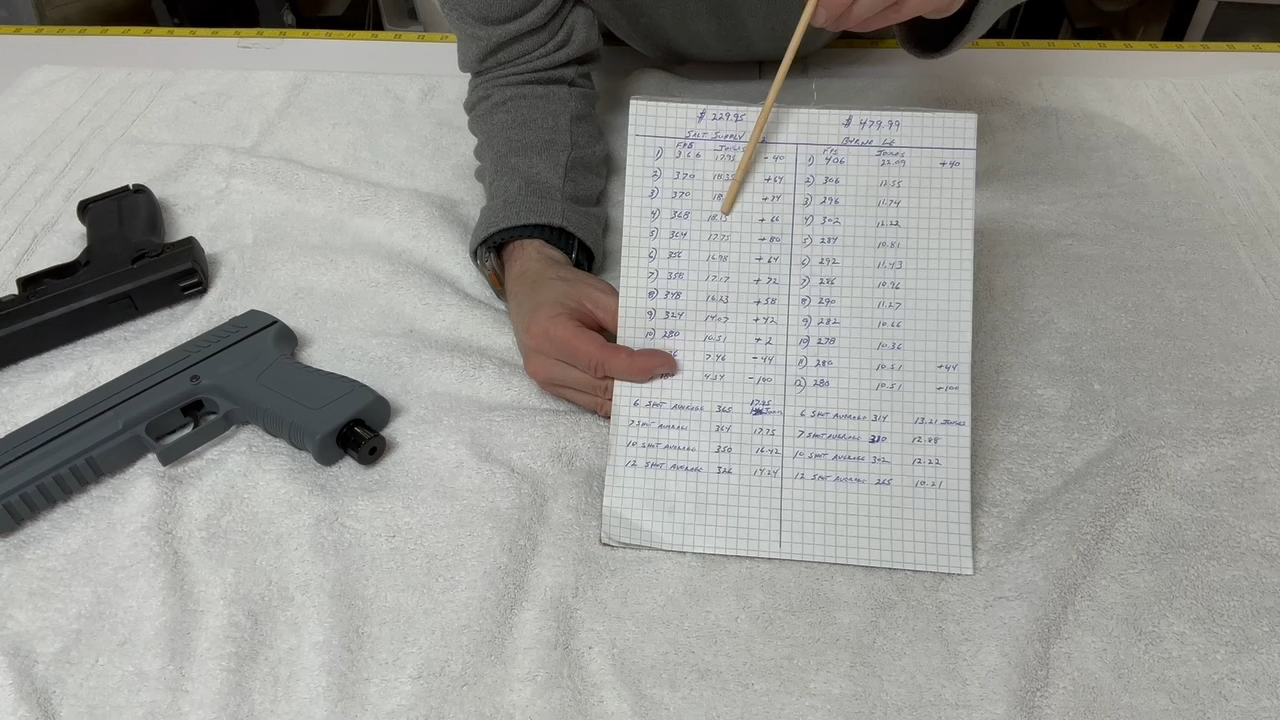 $229.95 $479.99
SALT SUPPLY BYRNA LE
FPS JOULES FPS JOULES
1) 366 17.95 -40 1) 406 22.09 +40
2) 370 18.35 +64 2) 306 12.55
3) 370 18. +74 3) 296 11.74
4) 368 18.15 +66 4) 302 12.22
5) 364 17.75 +80 5) 284 10.81
6) 356 16.98 +64 6) 292 11.43
7) 358 17.17 +72 7) 286 10.96
8) 348 16.23 +58 8) 290 11.27
9) 324 14.07 +42 9) 282 10.66
10) 280 10.51 +2 10) 278 10.36
7.46 -44 11) 280 10.51 +44
180 4.34 -100 12) 280 10.51 +100
6 SHOT AVERAGE 365 17.85 JOULES 6 SHOT AVERAGE 314 13.21 JOULES
7 SHOT AVERAGE 364 17.75 7 SHOT AVERAGE 310 12.88
10 SHOT AVERAGE 350 16.42 10 SHOT AVERAGE 302 12.22
12 SHOT AVERAGE 326 14.24 12 SHOT AVERAGE 265 10.21